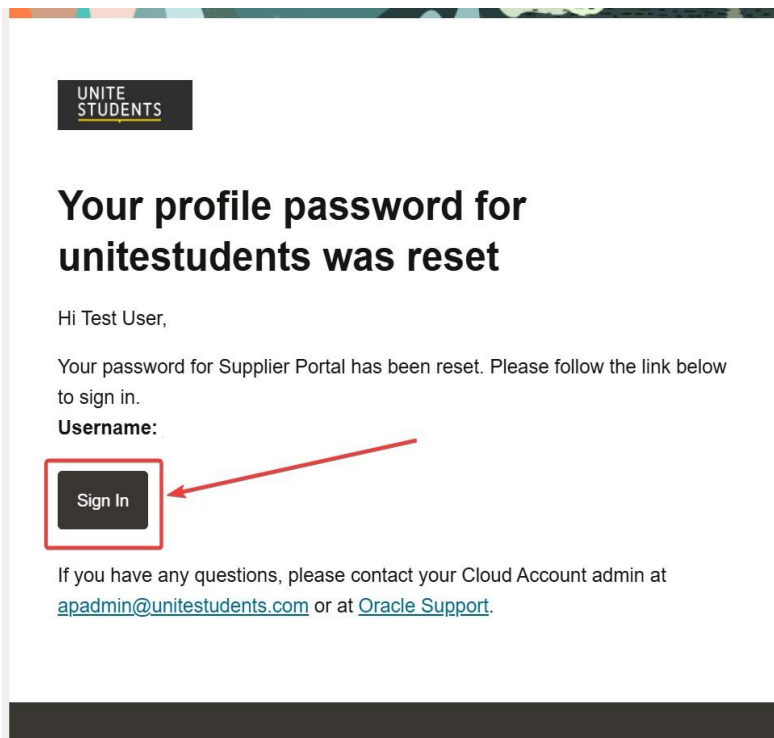 UNITE
STUDENTS
Your profile password for
unitestudents was reset
Hi Test User,
Your password for Supplier Portal has been reset. Please follow the link below
to sign in.
Username:
Sign In
If you have any questions, please contact your Cloud Account admin at
apadmin@unitestudents.com or at Oracle Support.